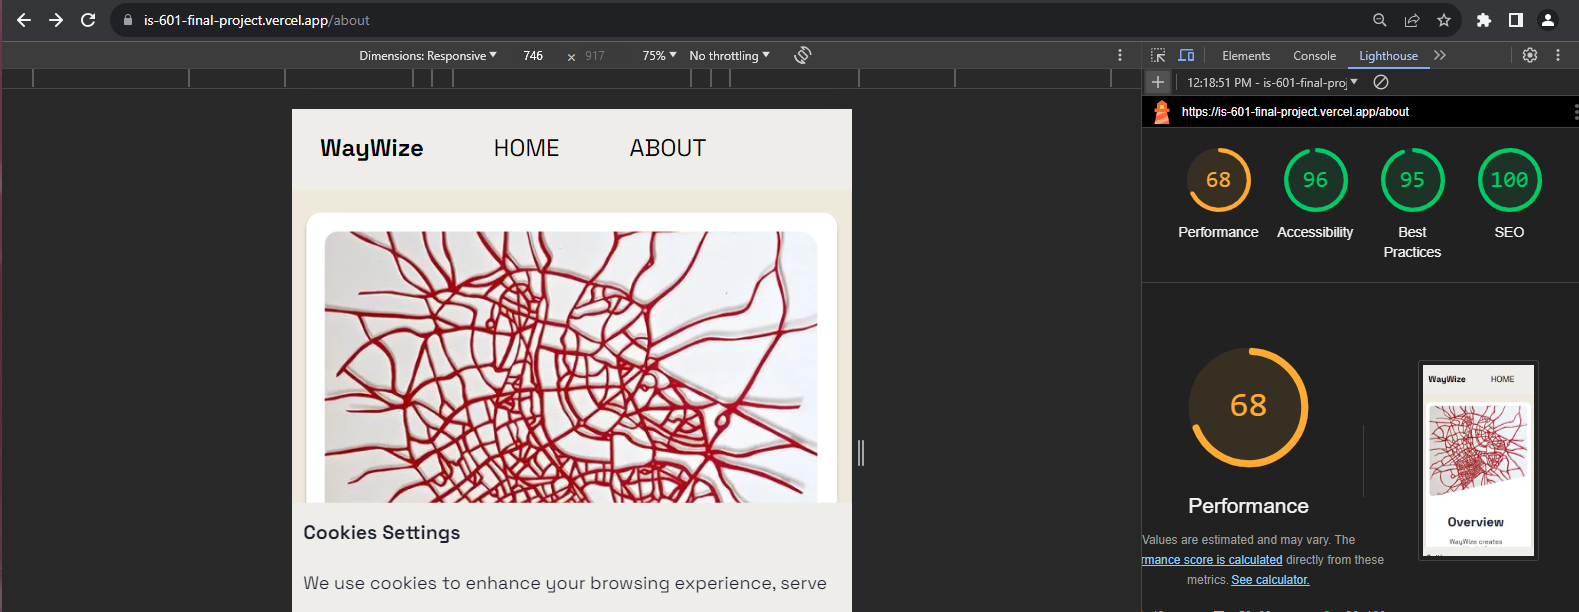 is-601-final-project.vercel.app/about
Dimensions: Responsive 746 × 917 75% No throttling
Elements Console Lighthouse
12:18:51 PM - is-601-final-proj
https://is-601-final-project.vercel.app/about
WayWize HOME ABOUT
68 96 95 100
Performance Accessibility Best Practices SEO
68
Performance
Values are estimated and may vary. The
rmance score is calculated directly from these
metrics. See calculator.
WayWize HOME
Overview
WayWize creates
Cookies Settings
We use cookies to enhance your browsing experience, serve